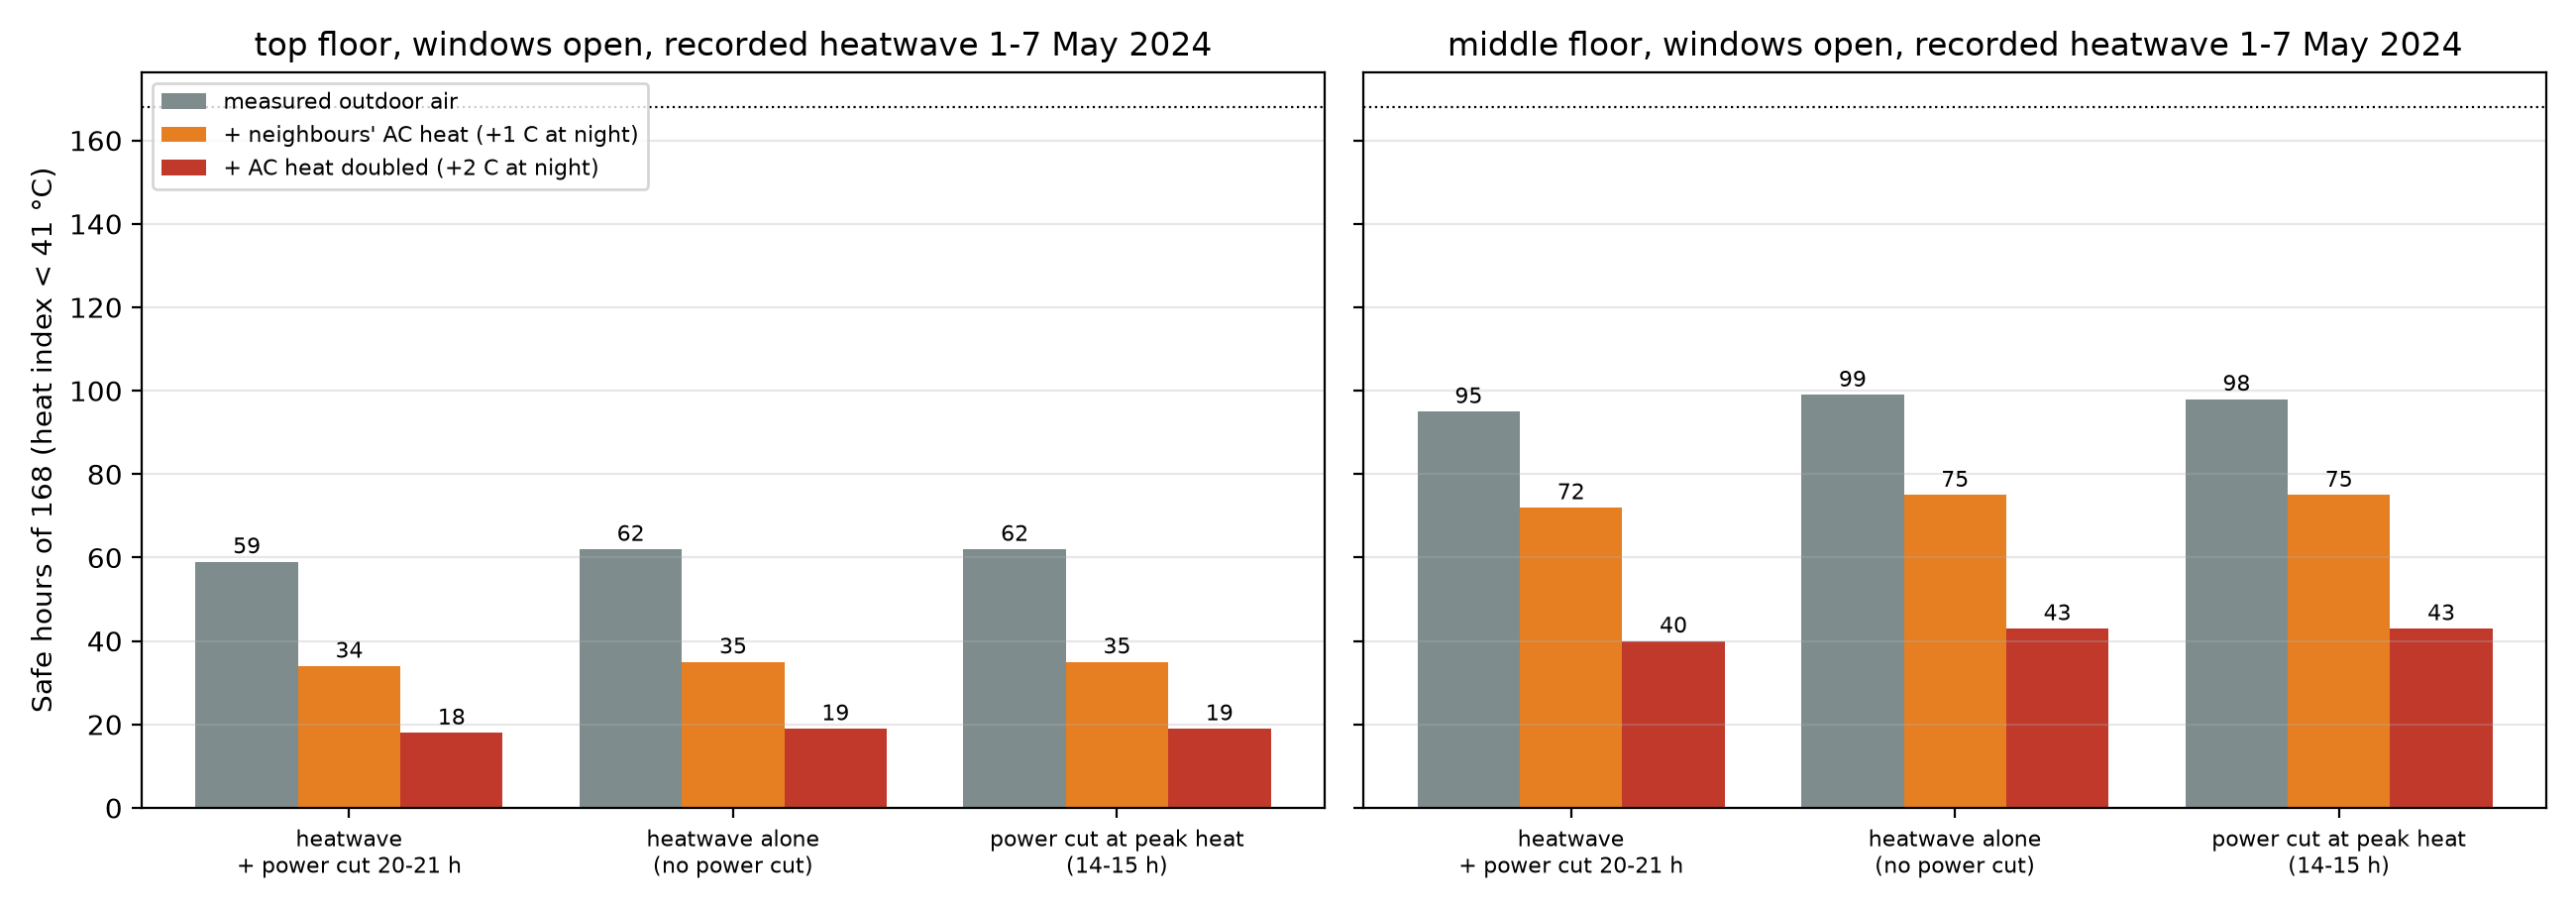 top floor, windows open, recorded heatwave 1-7 May 2024
measured outdoor air
+ neighbours' AC heat (+1 C at night)
+ AC heat doubled (+2 C at night)
Safe hours of 168 (heat index < 41 °C)
160
140
120
100
80
60
40
20
0
59
34
18
62
35
19
62
35
19
heatwave
+ power cut 20-21 h
heatwave alone
(no power cut)
power cut at peak heat
(14-15 h)
middle floor, windows open, recorded heatwave 1-7 May 2024
95
72
40
99
75
43
98
75
43
heatwave
+ power cut 20-21 h
heatwave alone
(no power cut)
power cut at peak heat
(14-15 h)